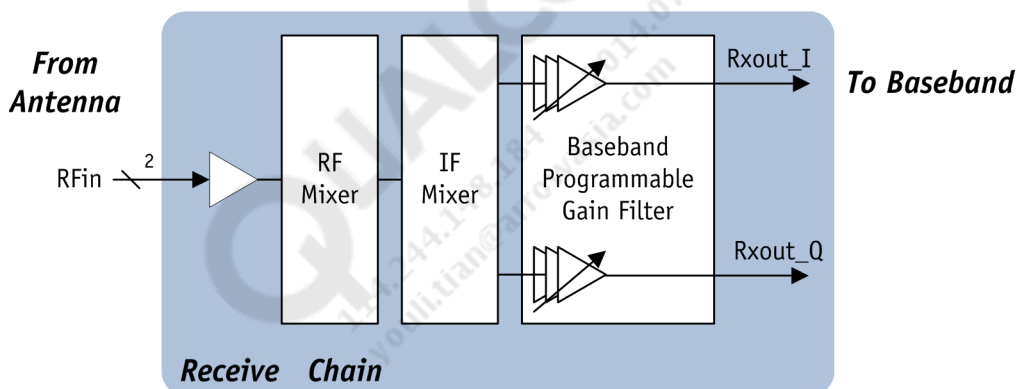 From
Antenna
RFin
2
RF
Mixer
IF
Mixer
Baseband
Programmable
Gain Filter
Rxout_I
Rxout_Q
To Baseband
Receive Chain